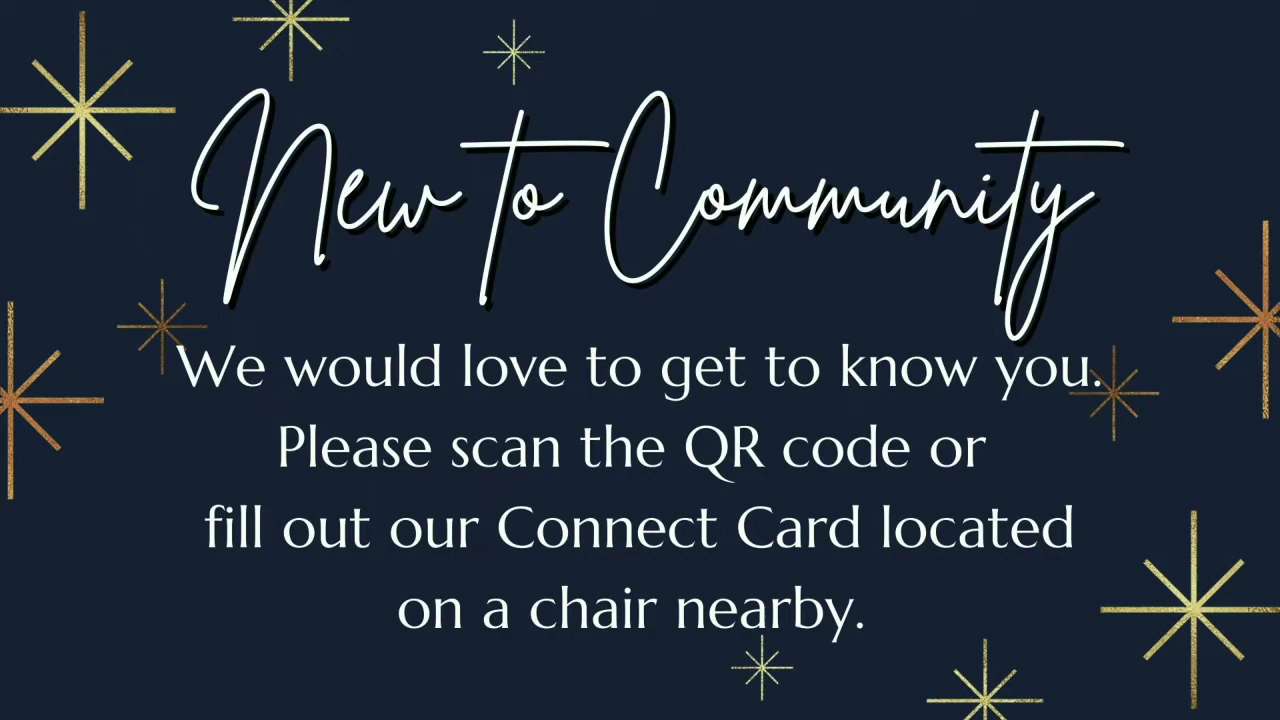 New to Community
We would love to get to know you.
Please scan the QR code or
fill out our Connect Card located
on a chair nearby.